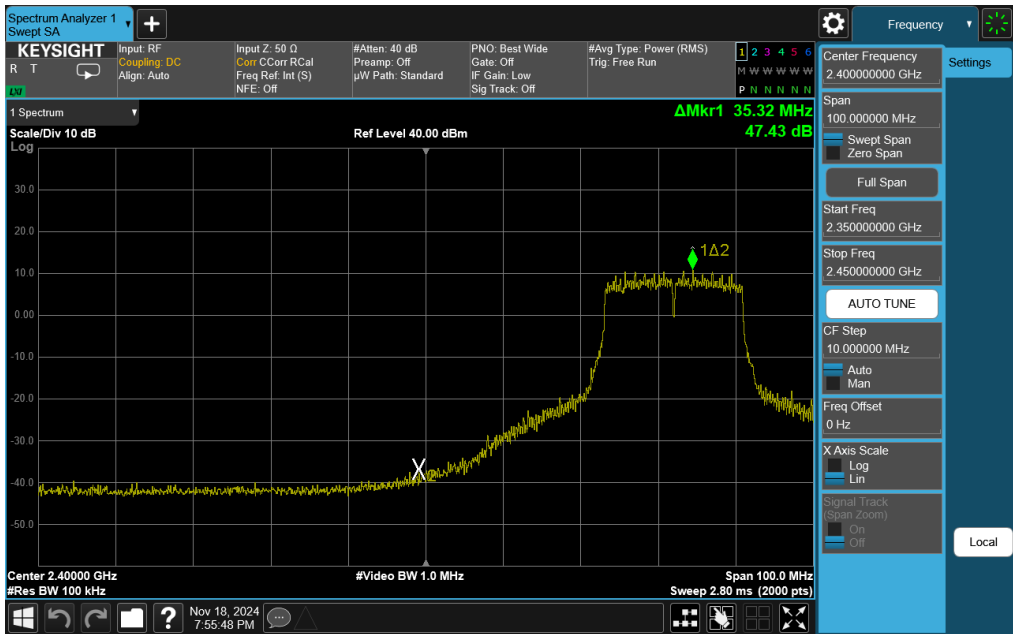 Spectrum Analyzer 1
Swept SA
+
Frequency
KEYSIGHT
R T
LXI
Input: RF
Coupling: DC
Align: Auto
Input Z: 50 Ω
Corr CCorr RCal
Freq Ref: Int (S)
NFE: Off
#Atten: 40 dB
Preamp: Off
µW Path: Standard
PNO: Best Wide
Gate: Off
IF Gain: Low
Sig Track: Off
#Avg Type: Power (RMS)
Trig: Free Run
1 2 3 4 5 6
M W W W W W
P N N N N N
1 Spectrum
ΔMkr1 35.32 MHz
47.43 dB
Scale/Div 10 dB
Ref Level 40.00 dBm
Log
30.0
20.0
10.0
0.00
-10.0
-20.0
-30.0
-40.0
-50.0
1Δ2
X2
Center 2.40000 GHz
#Video BW 1.0 MHz
Span 100.0 MHz
#Res BW 100 kHz
Sweep 2.80 ms (2000 pts)
Center Frequency
2.400000000 GHz
Settings
Span
100.000000 MHz
Swept Span
Zero Span
Full Span
Start Freq
2.350000000 GHz
Stop Freq
2.450000000 GHz
AUTO TUNE
CF Step
10.000000 MHz
Auto
Man
Freq Offset
0 Hz
X Axis Scale
Log
Lin
Signal Track
(Span Zoom)
On
Off
Local
?
Nov 18, 2024
7:55:48 PM